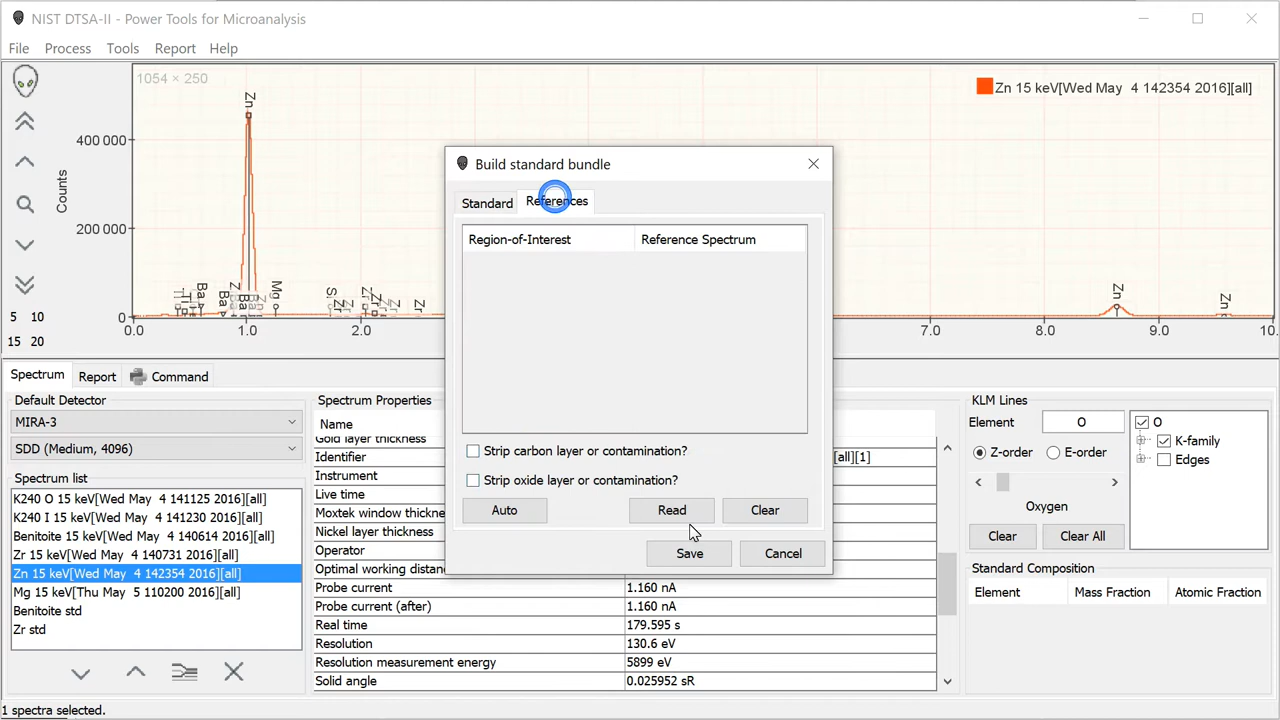 NIST DTSA-II - Power Tools for Microanalysis
File Process Tools Report Help
1054 × 250
Zn 15 keV[Wed May 4 142354 2016][all]
Counts
400 000
200 000
0
0.0 1.0 2.0 7.0 8.0 9.0 10.0
Zn
Ba
Ba
Mg
Zr
Zr
Zn
Zn
5 10
15 20
Build standard bundle
Standard References
Region-of-Interest Reference Spectrum
Strip carbon layer or contamination?
Strip oxide layer or contamination?
Auto Read Clear
Save Cancel
Spectrum Report Command
Default Detector
MIRA-3
SDD (Medium, 4096)
Spectrum list
K240 O 15 keV[Wed May 4 141125 2016][all]
K240 I 15 keV[Wed May 4 141230 2016][all]
Benitoite 15 keV[Wed May 4 140614 2016][all]
Zr 15 keV[Wed May 4 140731 2016][all]
Zn 15 keV[Wed May 4 142354 2016][all]
Mg 15 keV[Thu May 5 110200 2016][all]
Benitoite std
Zr std
1 spectra selected.
Spectrum Properties
Name
Gold layer thickness
Identifier [all][1]
Instrument
Live time
Moxtek window thickness
Nickel layer thickness
Operator
Optimal working distan
Probe current 1.160 nA
Probe current (after) 1.160 nA
Real time 179.595 s
Resolution 130.6 eV
Resolution measurement energy 5899 eV
Solid angle 0.025952 sR
KLM Lines
Element O
Z-order E-order
Oxygen
Clear Clear All
O
K-family
Edges
Standard Composition
Element Mass Fraction Atomic Fraction